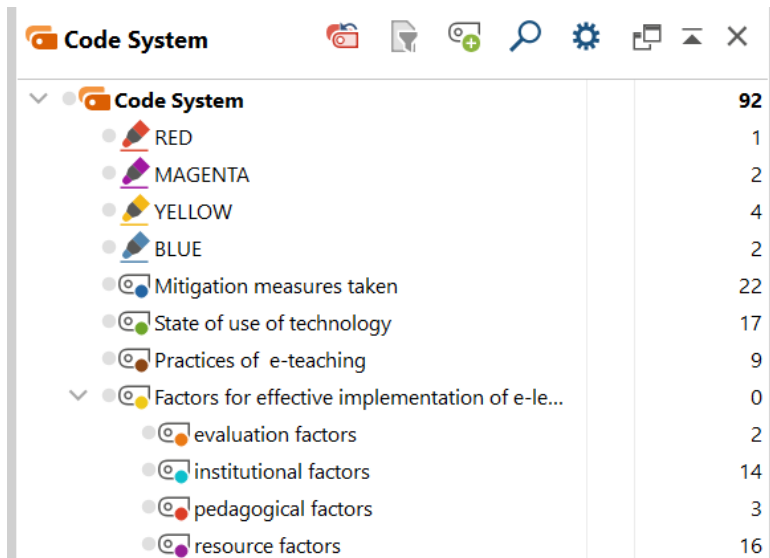 Code System
Code System 92
RED 1
MAGENTA 2
YELLOW 4
BLUE 2
Mitigation measures taken 22
State of use of technology 17
Practices of  e-teaching 9
Factors for effective implementation of e-le... 0
evaluation factors 2
institutional factors 14
pedagogical factors 3
resource factors 16